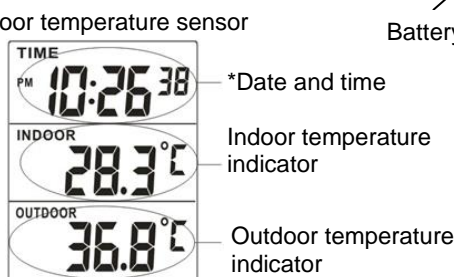 oor temperature sensor
Battery
TIME
PM 10:26 38
*Date and time
INDOOR
28.3°C
Indoor temperature
indicator
OUTDOOR
36.8°C
Outdoor temperature
indicator